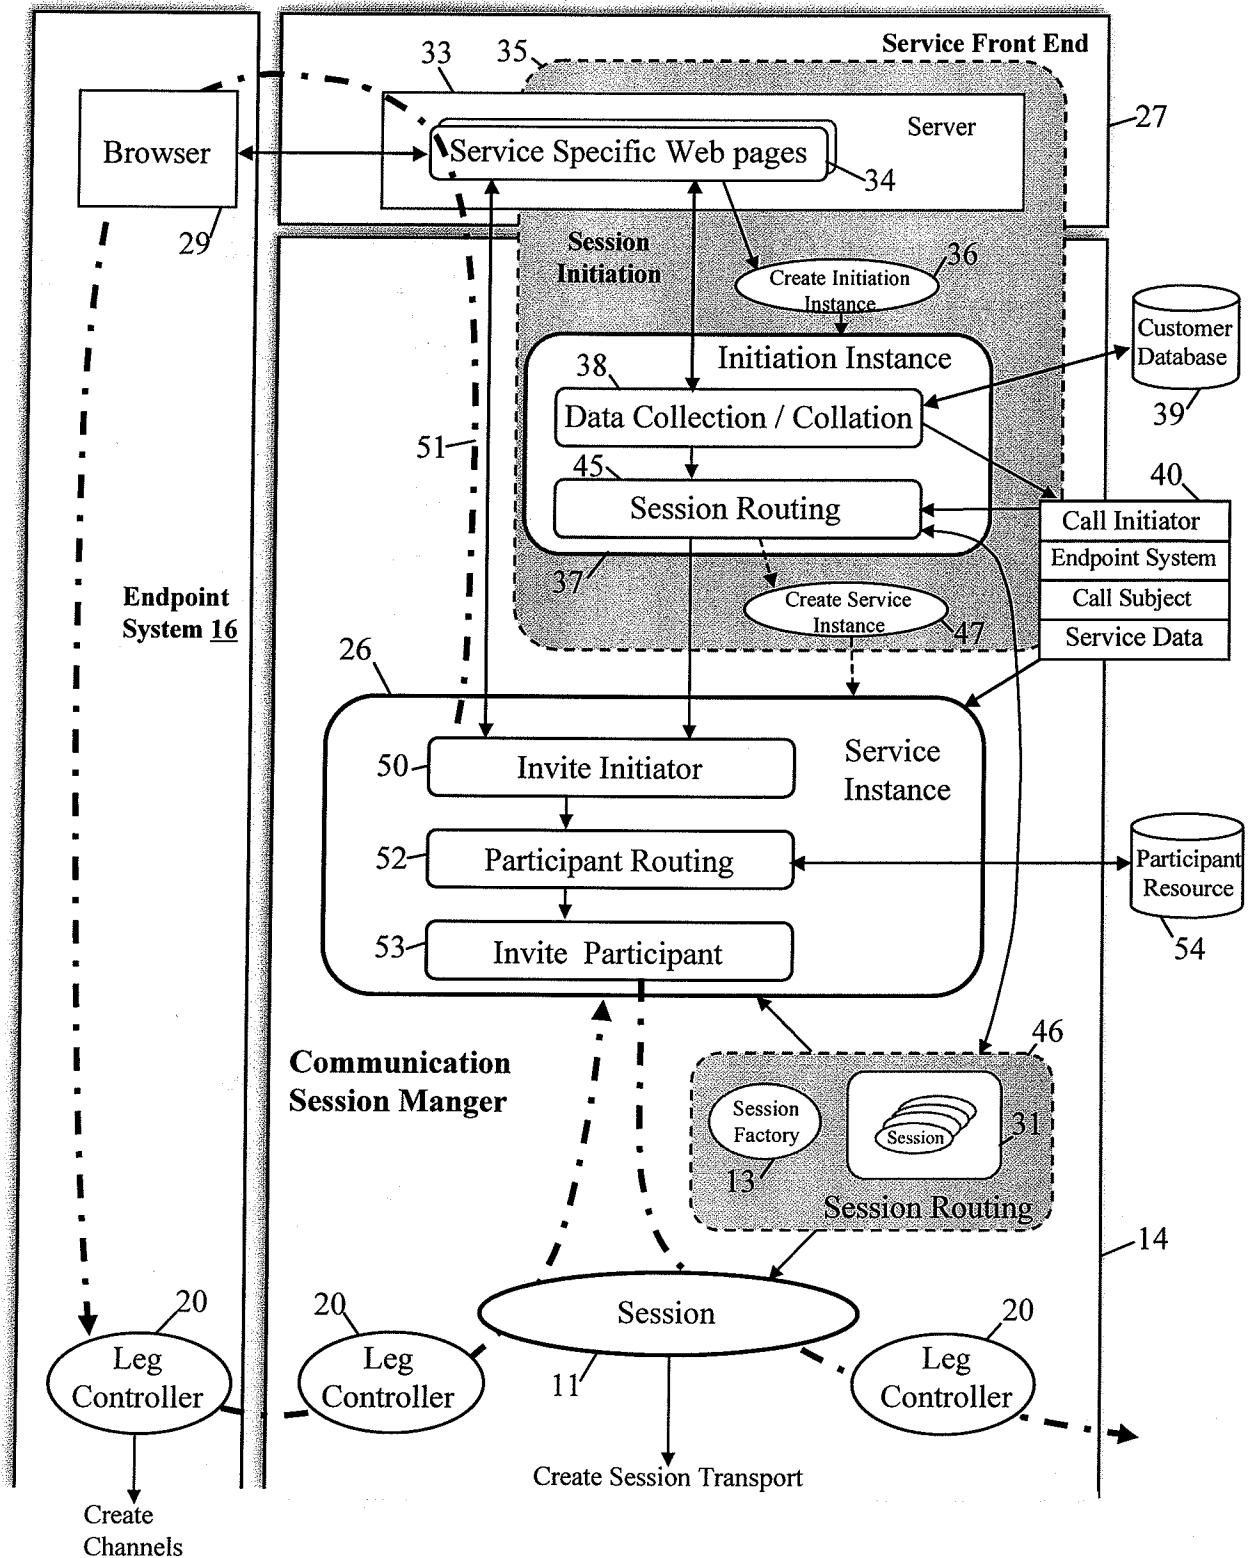 Service Front End
35
33
27
Server
Browser
Service Specific Web pages
34
29
Session
Initiation
36
Create Initiation
Instance
Customer
Database
39
Initiation Instance
38
Data Collection / Collation
51
45
Session Routing
40
Call Initiator
Endpoint System
Call Subject
Service Data
37
Create Service
Instance
47
Endpoint
System 16
26
Service
Instance
50
Invite Initiator
52
Participant Routing
Participant
Resource
54
53
Invite Participant
46
Communication
Session Manger
Session
Factory
13
Session
31
Session Routing
14
20
Leg
Controller
20
Leg
Controller
Session
11
20
Leg
Controller
Create Session Transport
Create
Channels